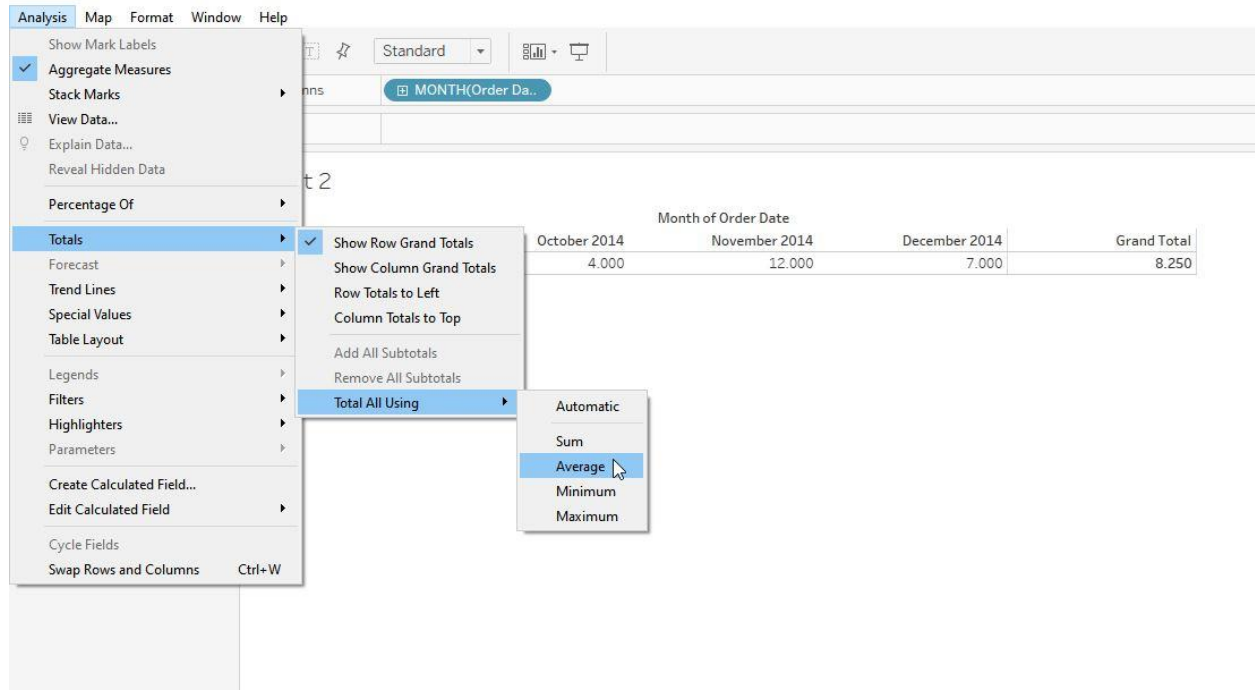 Analysis Map Format Window Help
Show Mark Labels
Standard
Aggregate Measures
Stack Marks
nns
MONTH(Order Da..
View Data...
Explain Data...
Reveal Hidden Data
t 2
Percentage Of
Month of Order Date
Totals
Show Row Grand Totals
October 2014 November 2014 December 2014 Grand Total
Forecast
Show Column Grand Totals
4.000 12.000 7.000 8.250
Trend Lines
Row Totals to Left
Special Values
Column Totals to Top
Table Layout
Add All Subtotals
Legends
Remove All Subtotals
Filters
Total All Using
Automatic
Highlighters
Sum
Parameters
Average
Create Calculated Field...
Minimum
Edit Calculated Field
Maximum
Cycle Fields
Swap Rows and Columns Ctrl+W